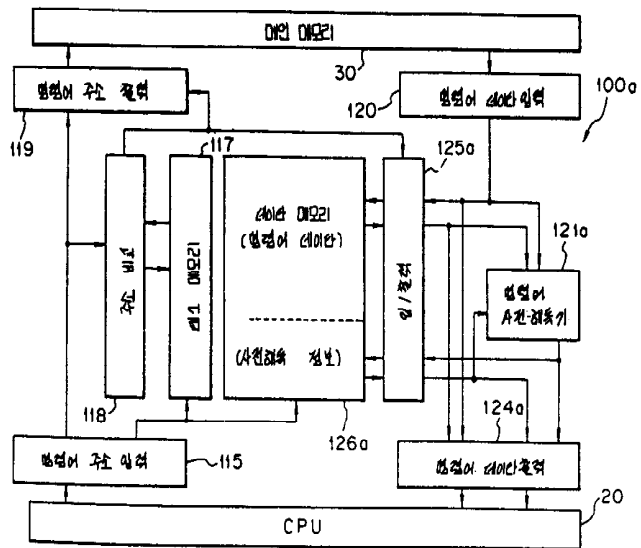 메인 메모리
30
명령어 주소 출력
119
120
명령어 데이타 입력
100a
117
125a
주소 비교
태그 메모리
데이타 메모리
(명령어 데이타)
입/출력
121a
명령어
사전-해독기
(사전해독 정보)
118
126a
124a
명령어 주소 입력
115
명령어 데이타 출력
20
CPU